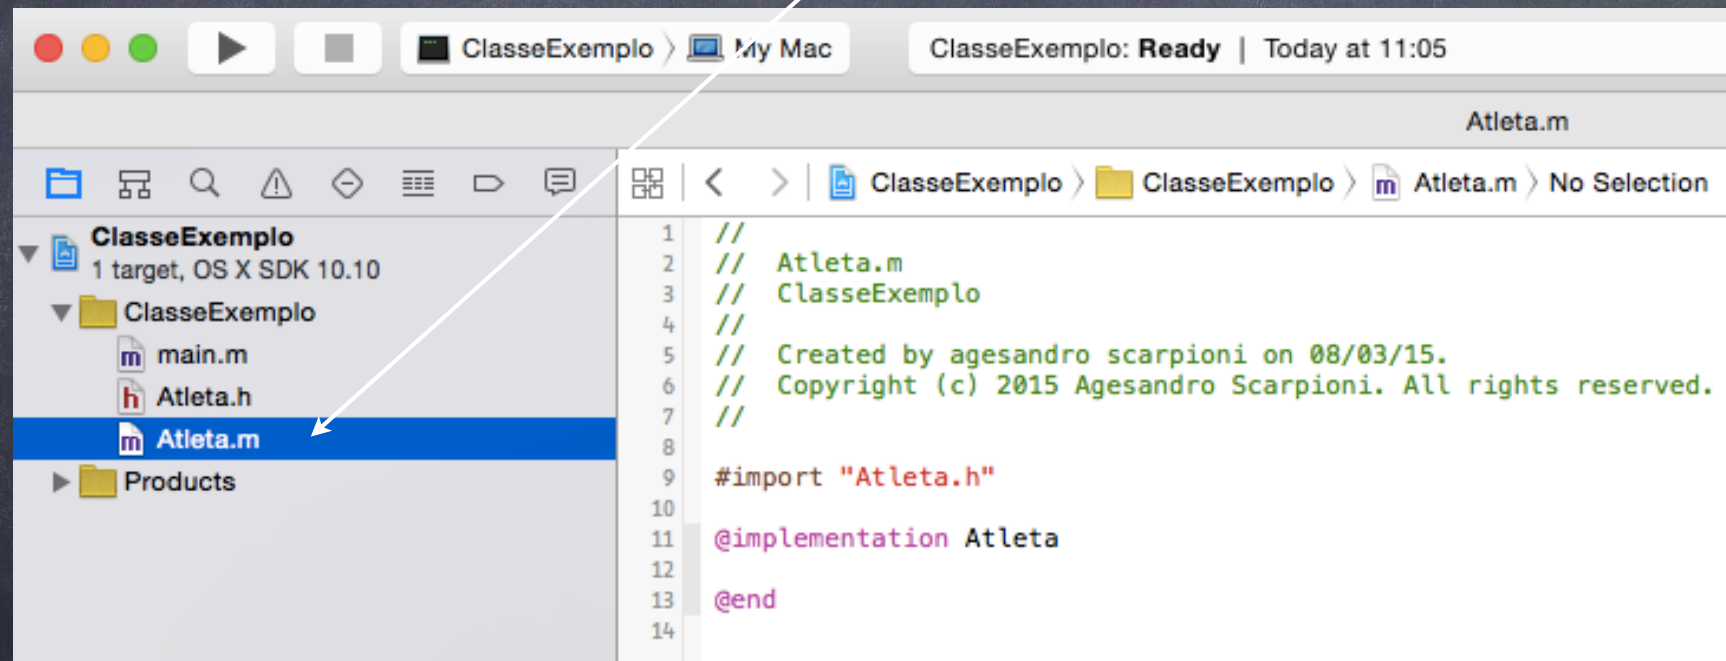 ClasseExemplo 〉 My Mac
ClasseExemplo: Ready | Today at 11:05
Atleta.m
ClasseExemplo 〉 ClasseExemplo 〉 m Atleta.m 〉 No Selection
ClasseExemplo
1 target, OS X SDK 10.10
ClasseExemplo
m main.m
h Atleta.h
m Atleta.m
Products
1 //
2 //  Atleta.m
3 //  ClasseExemplo
4 //
5 //  Created by agesandro scarpioni on 08/03/15.
6 //  Copyright (c) 2015 Agesandro Scarpioni. All rights reserved.
7 //
8
9 #import "Atleta.h"
10
11 @implementation Atleta
12
13 @end
14